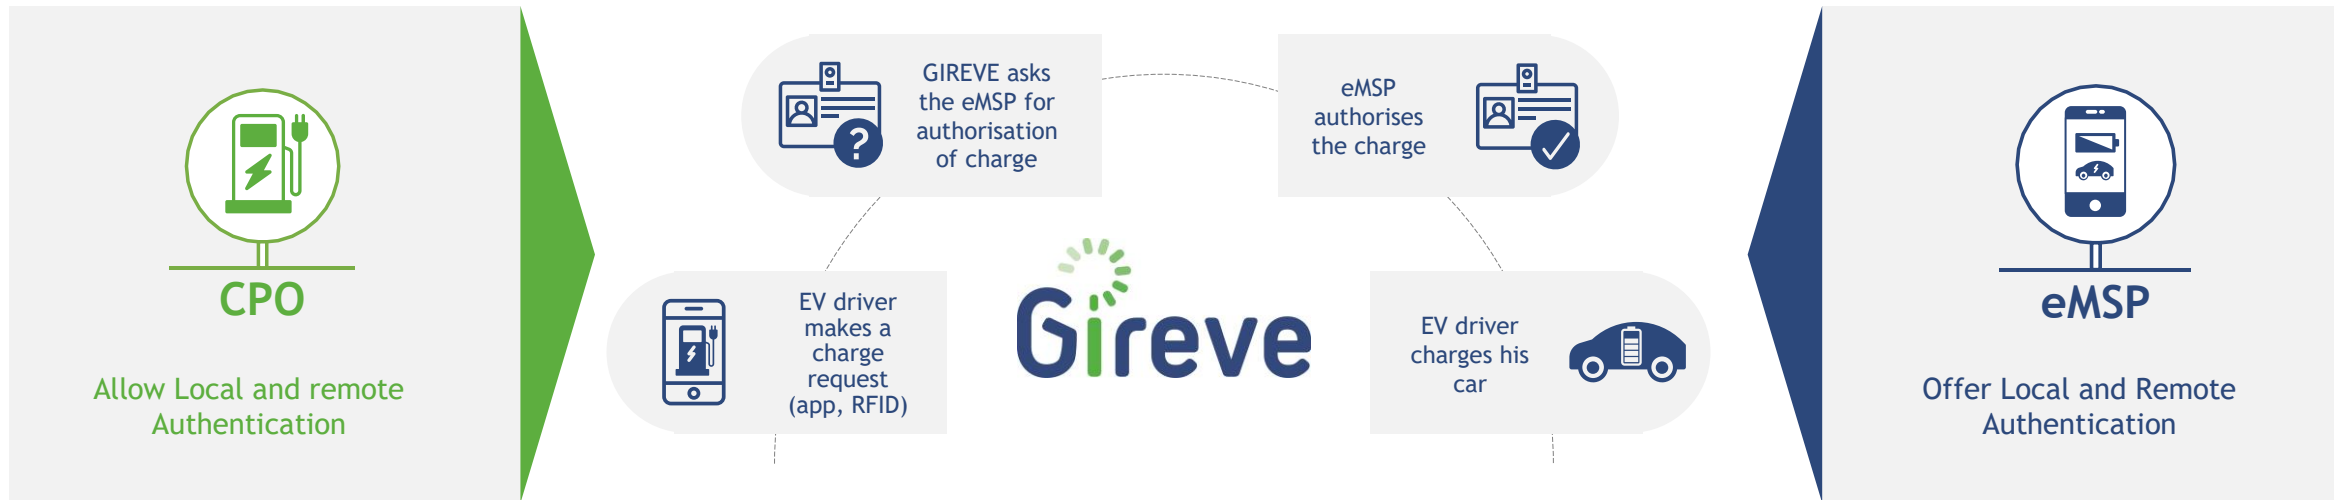 CPO
Allow Local and remote
Authentication
GIREVE asks
the eMSP for
authorisation
of charge
?
EV driver
makes a
charge
request
(app, RFID)
Gireve
eMSP
authorises
the charge
EV driver
charges his
car
eMSP
Offer Local and Remote
Authentication